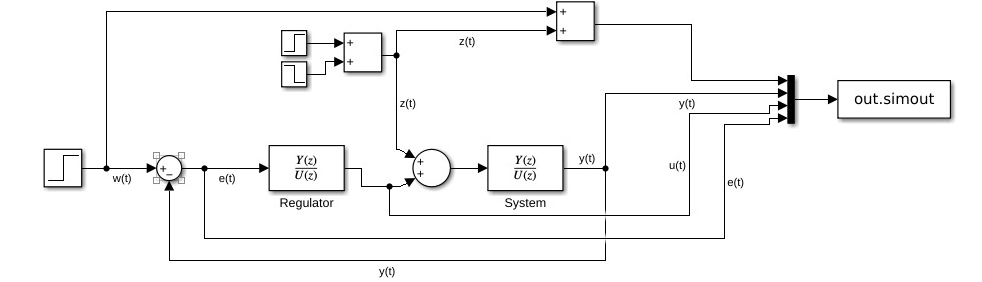 +
+
z(t)
+
+
z(t)
y(t)
out.simout
w(t)
+
−
e(t)
Y(z)
U(z)
Regulator
+
+
Y(z)
U(z)
System
y(t)
u(t)
e(t)
y(t)